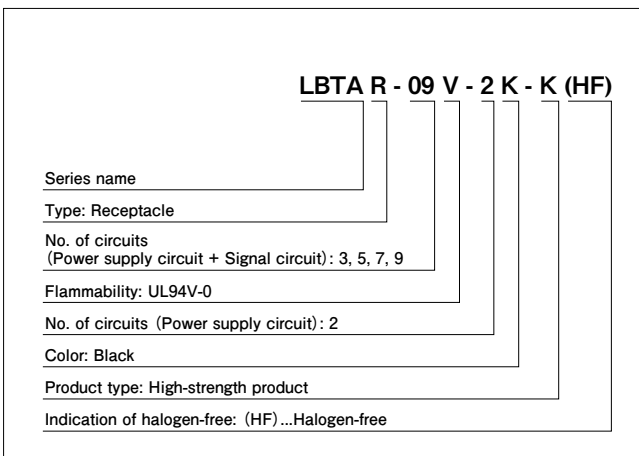 LBTA R - 09 V - 2 K - K (HF)
Series name
Type: Receptacle
No. of circuits
(Power supply circuit + Signal circuit): 3, 5, 7, 9
Flammability: UL94V-0
No. of circuits (Power supply circuit): 2
Color: Black
Product type: High-strength product
Indication of halogen-free: (HF)...Halogen-free